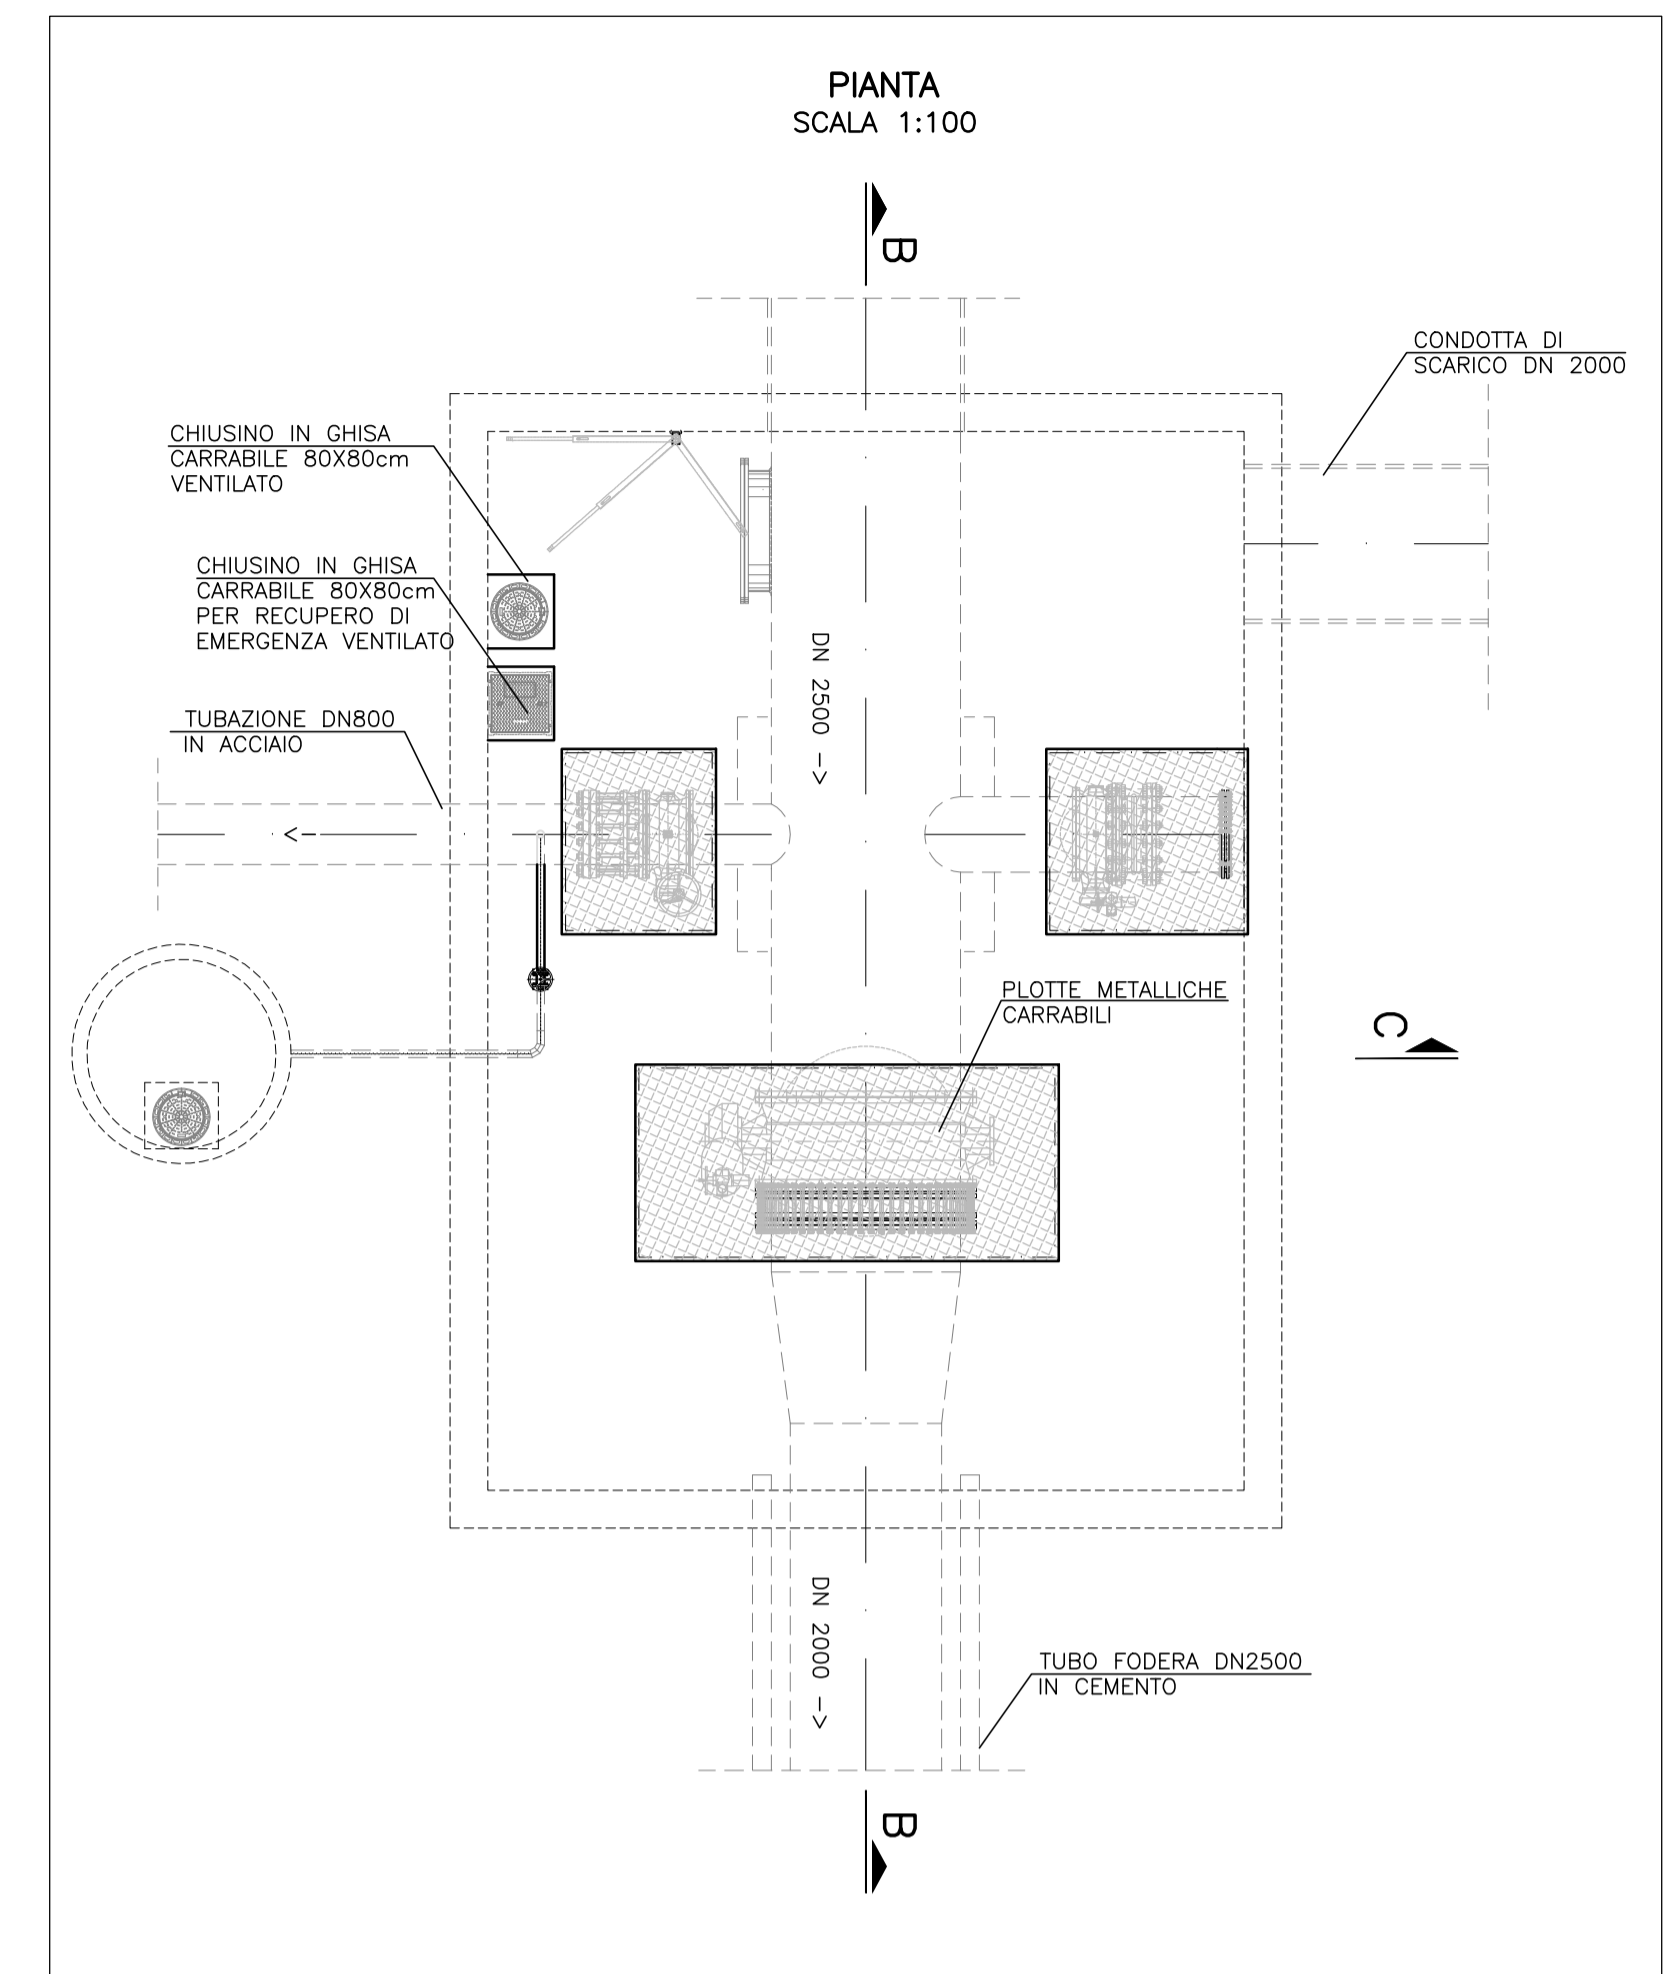 PIANTA
SCALA 1:100
B
CONDOTTA DI
SCARICO DN 2000
CHIUSINO IN GHISA
CARRABILE 80X80cm
VENTILATO
CHIUSINO IN GHISA
CARRABILE 80X80cm
PER RECUPERO DI
EMERGENZA VENTILATO
DN 2500 ->
TUBAZIONE DN800
IN ACCIAIO
<-
PLOTTE METALLICHE
CARRABILI
C
DN 2000 ->
TUBO FODERA DN2500
IN CEMENTO
B